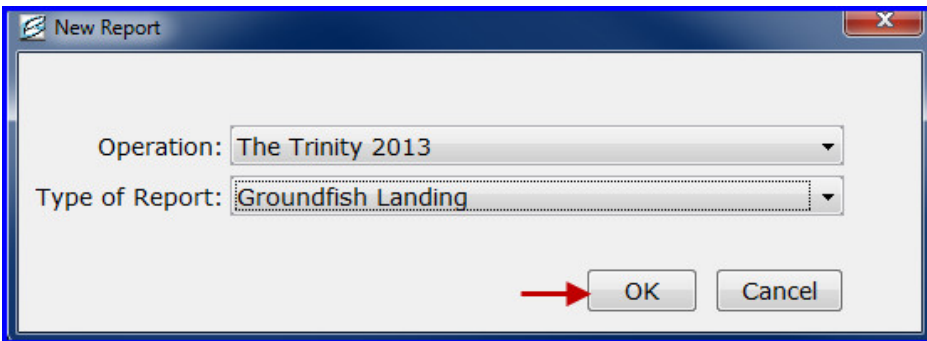 New Report
Operation: The Trinity 2013
Type of Report: Groundfish Landing
OK Cancel